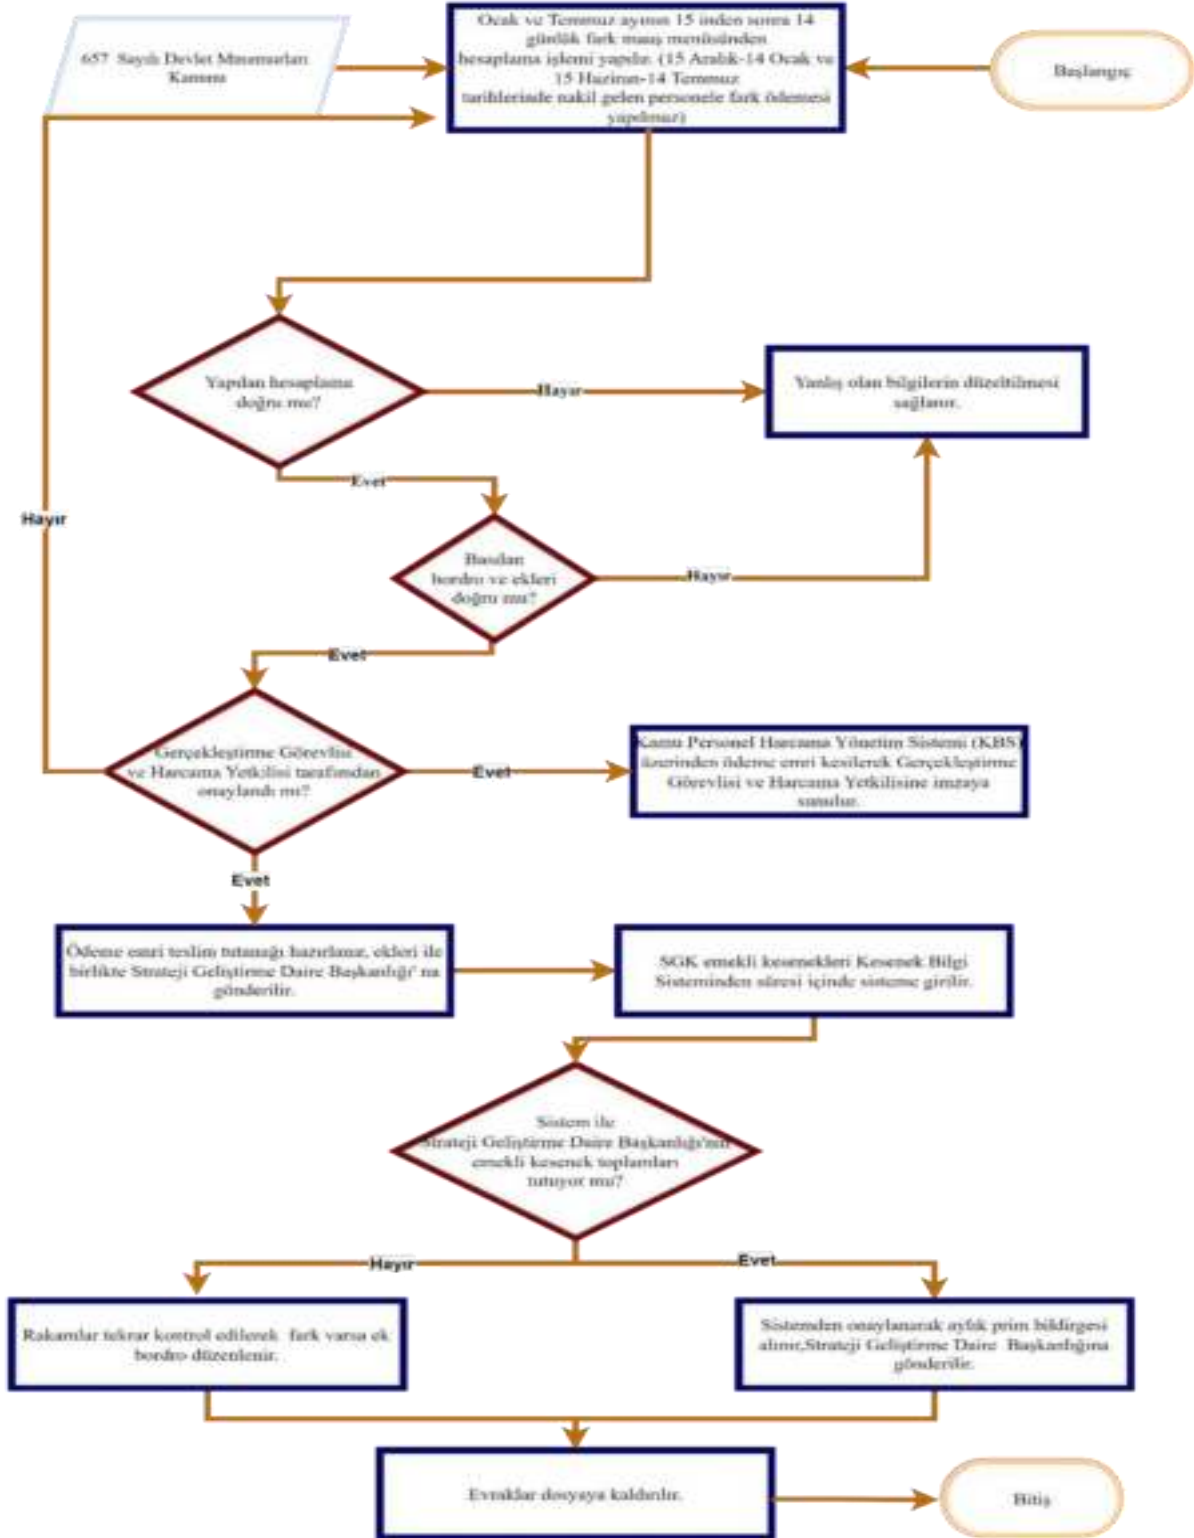 Ocak ve Temmuz ayının 15 inden sonra 14
günlük fark maaş menüsünden
hesaplama işlemi yapılır. (15 Aralık-14 Ocak ve
15 Haziran-14 Temmuz
tarihlerinde nakil gelen personele fark ödemesi
yapılmaz)
657 Sayılı Devlet Memurları
Kanunu
Başlangıç
Yapılan hesaplama
doğru mu?
Hayır
Yanlış olan bilgilerin düzeltilmesi
sağlanır.
Evet
Hayır
Basılan
bordro ve ekleri
doğru mu?
Hayır
Evet
Gerçekleştirme Görevlisi
ve Harcama Yetkilisi tarafından
onaylandı mı?
Evet
Kamu Personel Harcama Yönetim Sistemi (KBS)
üzerinden ödeme emri kesilerek Gerçekleştirme
Görevlisi ve Harcama Yetkilisine imzaya
sunulur.
Evet
Ödeme emri teslim tutanağı hazırlanır, ekleri ile
birlikte Strateji Geliştirme Daire Başkanlığı' na
gönderilir.
SGK emekli kesenekleri Kesenek Bilgi
Sisteminden süresi içinde sisteme girilir.
Sistem ile
Strateji Geliştirme Daire Başkanlığı'nın
emekli kesenek toplamları
tutuyor mu?
Hayır
Evet
Rakamlar tekrar kontrol edilerek fark varsa ek
bordro düzenlenir.
Sistemden onaylanarak aylık prim bildirgesi
alınır,Strateji Geliştirme Daire Başkanlığına
gönderilir.
Evraklar dosyaya kaldırılır.
Bitiş